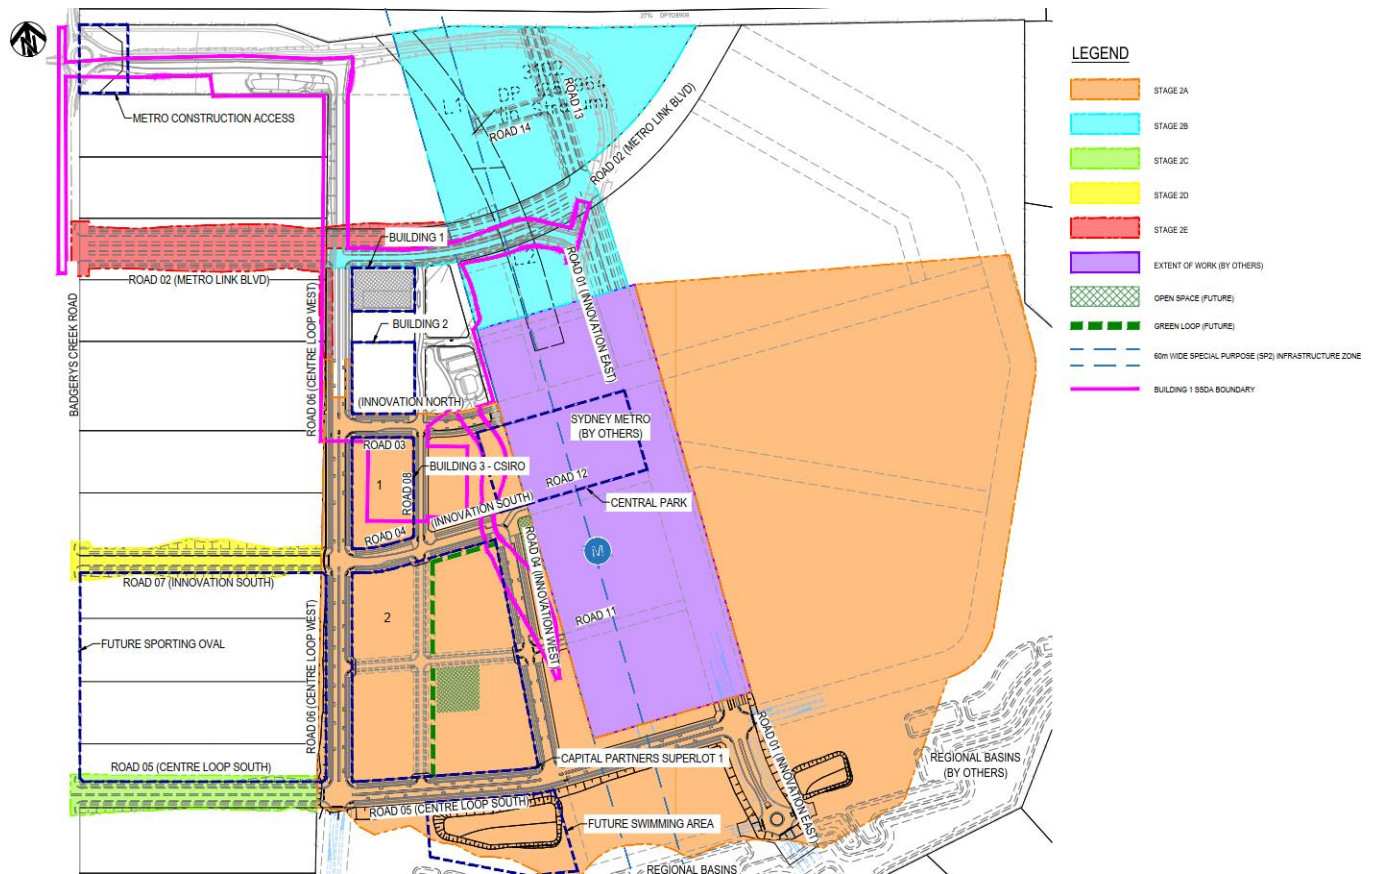 27% DP1128906
N
METRO CONSTRUCTION ACCESS
L1 DP
ROAD 13
ROAD 14
ROAD 02 (METRO LINK BLVD)
BUILDING 1
ROAD 02 (METRO LINK BLVD)
BADGERY'S CREEK ROAD
ROAD 06 (CENTRE LOOP WEST)
BUILDING 2
ROAD 01 (INNOVATION EAST)
(INNOVATION NORTH)
ROAD 03
SYDNEY METRO
(BY OTHERS)
BUILDING 3 - CSIRO
1
ROAD 08
ROAD 12
CENTRAL PARK
(INNOVATION SOUTH)
ROAD 04
M
ROAD 04 (INNOVATION WEST)
ROAD 07 (INNOVATION SOUTH)
ROAD 06 (CENTRE LOOP WEST)
2
ROAD 11
FUTURE SPORTING OVAL
ROAD 05 (CENTRE LOOP SOUTH)
CAPITAL PARTNERS SUPERLOT 1
ROAD 01 (INNOVATION EAST)
REGIONAL BASINS
(BY OTHERS)
ROAD 05 (CENTRE LOOP SOUTH)
FUTURE SWIMMING AREA
REGIONAL BASINS
LEGEND
STAGE 2A
STAGE 2B
STAGE 2C
STAGE 2D
STAGE 2E
EXTENT OF WORK (BY OTHERS)
OPEN SPACE (FUTURE)
GREEN LOOP (FUTURE)
60m WIDE SPECIAL PURPOSE (SP2) INFRASTRUCTURE ZONE
BUILDING 1 SSDA BOUNDARY